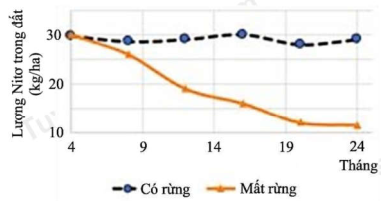 Lượng Nitơ trong đất
(kg/ha)
30
20
10
4 9 14 19 24
Tháng
Có rừng Mất rừng